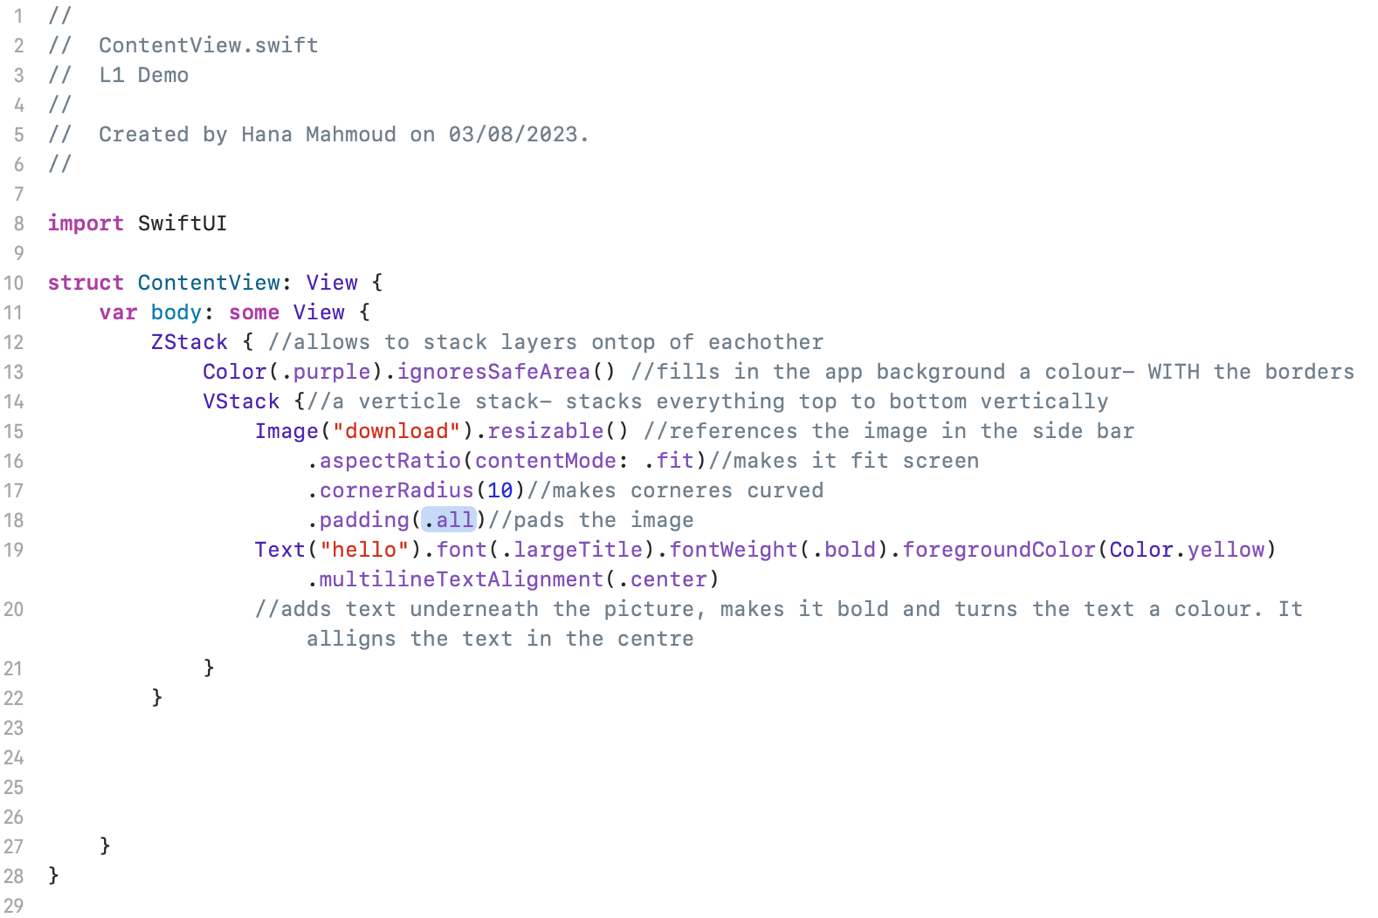 1 //
2 //  ContentView.swift
3 //  L1 Demo
4 //
5 //  Created by Hana Mahmoud on 03/08/2023.
6 //
7
8 import SwiftUI
9
10 struct ContentView: View {
11     var body: some View {
12         ZStack { //allows to stack layers ontop of eachother
13             Color(.purple).ignoresSafeArea() //fills in the app background a colour- WITH the borders
14             VStack {//a verticle stack- stacks everything top to bottom vertically
15                 Image("download").resizable() //references the image in the side bar
16                     .aspectRatio(contentMode: .fit)//makes it fit screen
17                     .cornerRadius(10)//makes corneres curved
18                     .padding(.all)//pads the image
19                 Text("hello").font(.largeTitle).fontWeight(.bold).foregroundColor(Color.yellow)
                    .multilineTextAlignment(.center)
20                 //adds text underneath the picture, makes it bold and turns the text a colour. It
                    alligns the text in the centre
21             }
22         }
23
24
25
26
27     }
28 }
29